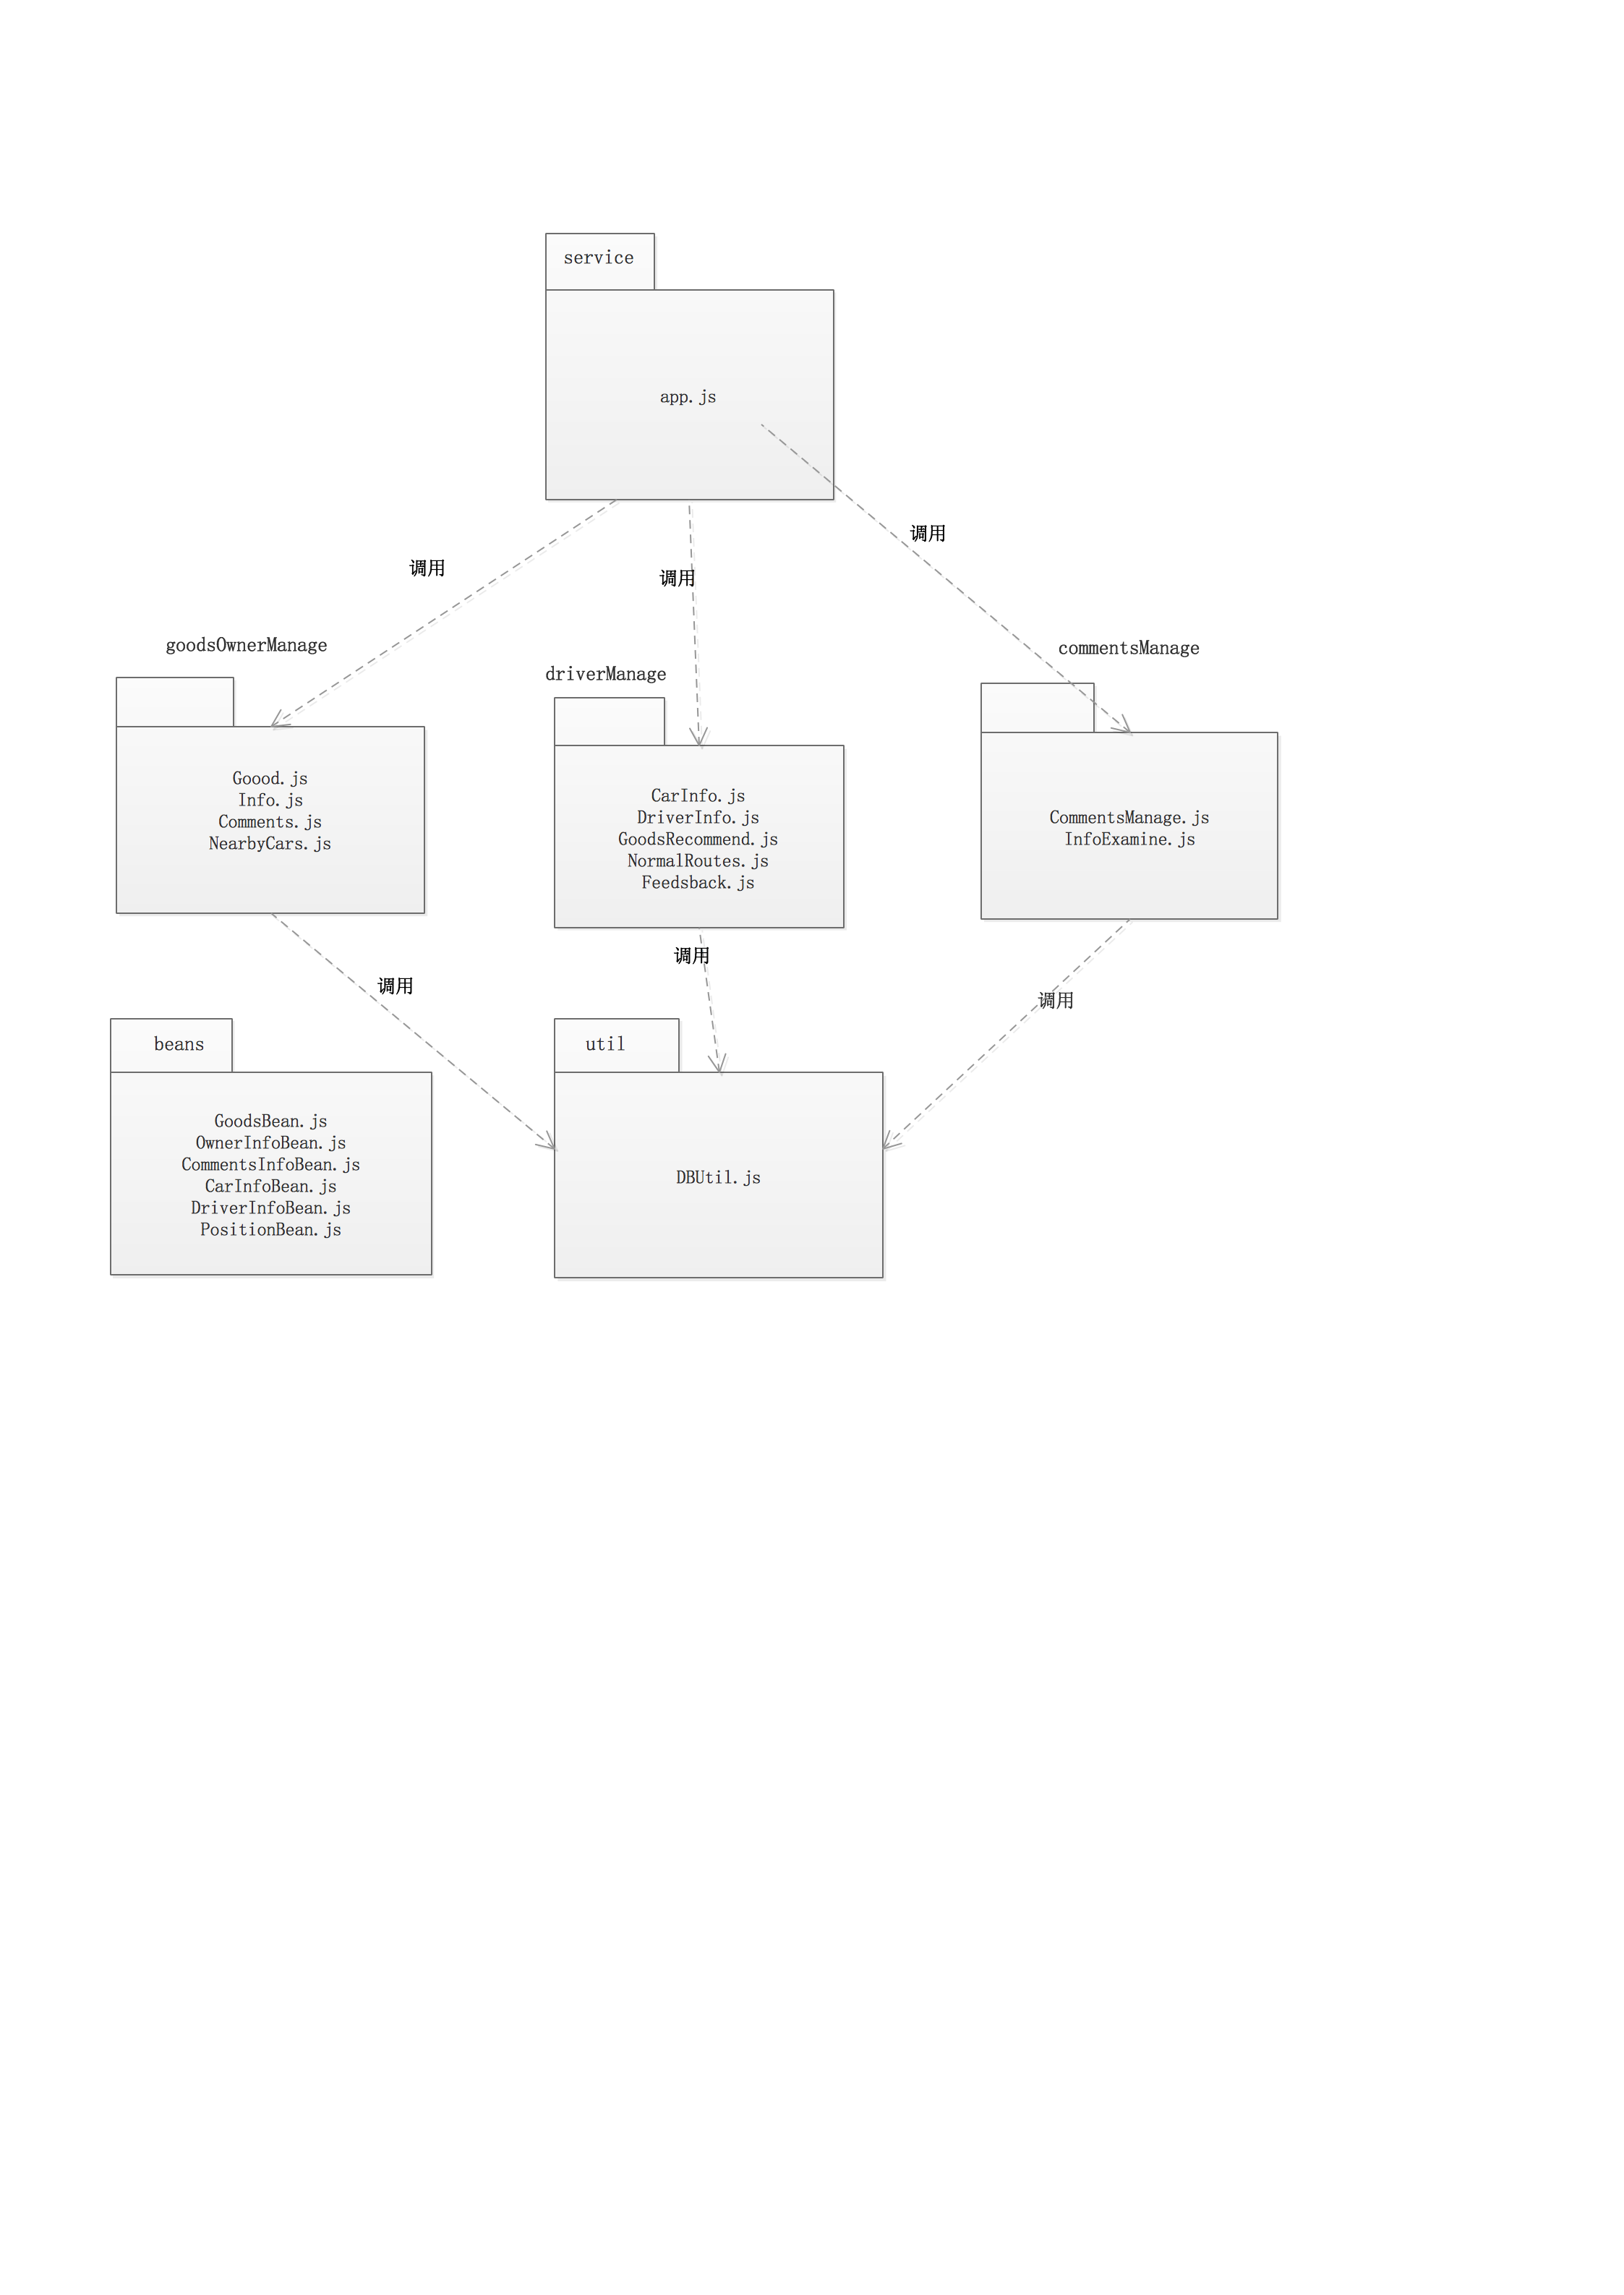 service
app.js
调用
调用
调用
goodsOwnerManage
driverManage
commentsManage
Goood.js
Info.js
Comments.js
NearbyCars.js
CarInfo.js
DriverInfo.js
GoodsRecommend.js
NormalRoutes.js
Feedsback.js
CommentsManage.js
InfoExamine.js
调用
调用
调用
beans
GoodsBean.js
OwnerInfoBean.js
CommentsInfoBean.js
CarInfoBean.js
DriverInfoBean.js
PositionBean.js
util
DBUtil.js